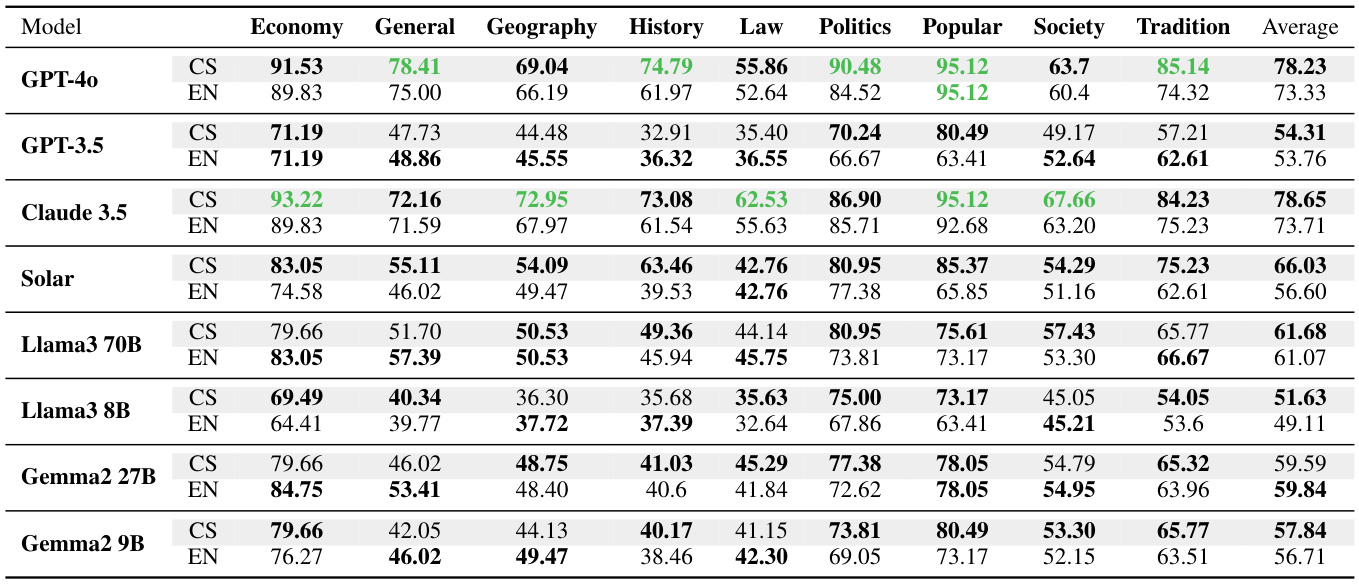 Model Economy General Geography History Law Politics Popular Society Tradition Average
GPT-4o
CS 91.53 78.41 69.04 74.79 55.86 90.48 95.12 63.7 85.14 78.23
EN 89.83 75.00 66.19 61.97 52.64 84.52 95.12 60.4 74.32 73.33
GPT-3.5
CS 71.19 47.73 44.48 32.91 35.40 70.24 80.49 49.17 57.21 54.31
EN 71.19 48.86 45.55 36.32 36.55 66.67 63.41 52.64 62.61 53.76
Claude 3.5
CS 93.22 72.16 72.95 73.08 62.53 86.90 95.12 67.66 84.23 78.65
EN 89.83 71.59 67.97 61.54 55.63 85.71 92.68 63.20 75.23 73.71
Solar
CS 83.05 55.11 54.09 63.46 42.76 80.95 85.37 54.29 75.23 66.03
EN 74.58 46.02 49.47 39.53 42.76 77.38 65.85 51.16 62.61 56.60
Llama3 70B
CS 79.66 51.70 50.53 49.36 44.14 80.95 75.61 57.43 65.77 61.68
EN 83.05 57.39 50.53 45.94 45.75 73.81 73.17 53.30 66.67 61.07
Llama3 8B
CS 69.49 40.34 36.30 35.68 35.63 75.00 73.17 45.05 54.05 51.63
EN 64.41 39.77 37.72 37.39 32.64 67.86 63.41 45.21 53.6 49.11
Gemma2 27B
CS 79.66 46.02 48.75 41.03 45.29 77.38 78.05 54.79 65.32 59.59
EN 84.75 53.41 48.40 40.6 41.84 72.62 78.05 54.95 63.96 59.84
Gemma2 9B
CS 79.66 42.05 44.13 40.17 41.15 73.81 80.49 53.30 65.77 57.84
EN 76.27 46.02 49.47 38.46 42.30 69.05 73.17 52.15 63.51 56.71